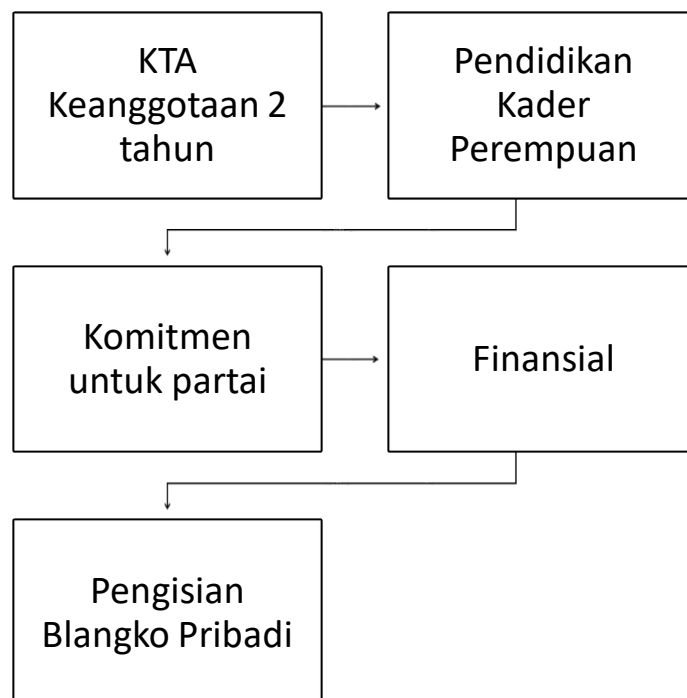 KTA
Keanggotaan 2
tahun
Pendidikan
Kader
Perempuan
Komitmen
untuk partai
Finansial
Pengisian
Blangko Pribadi